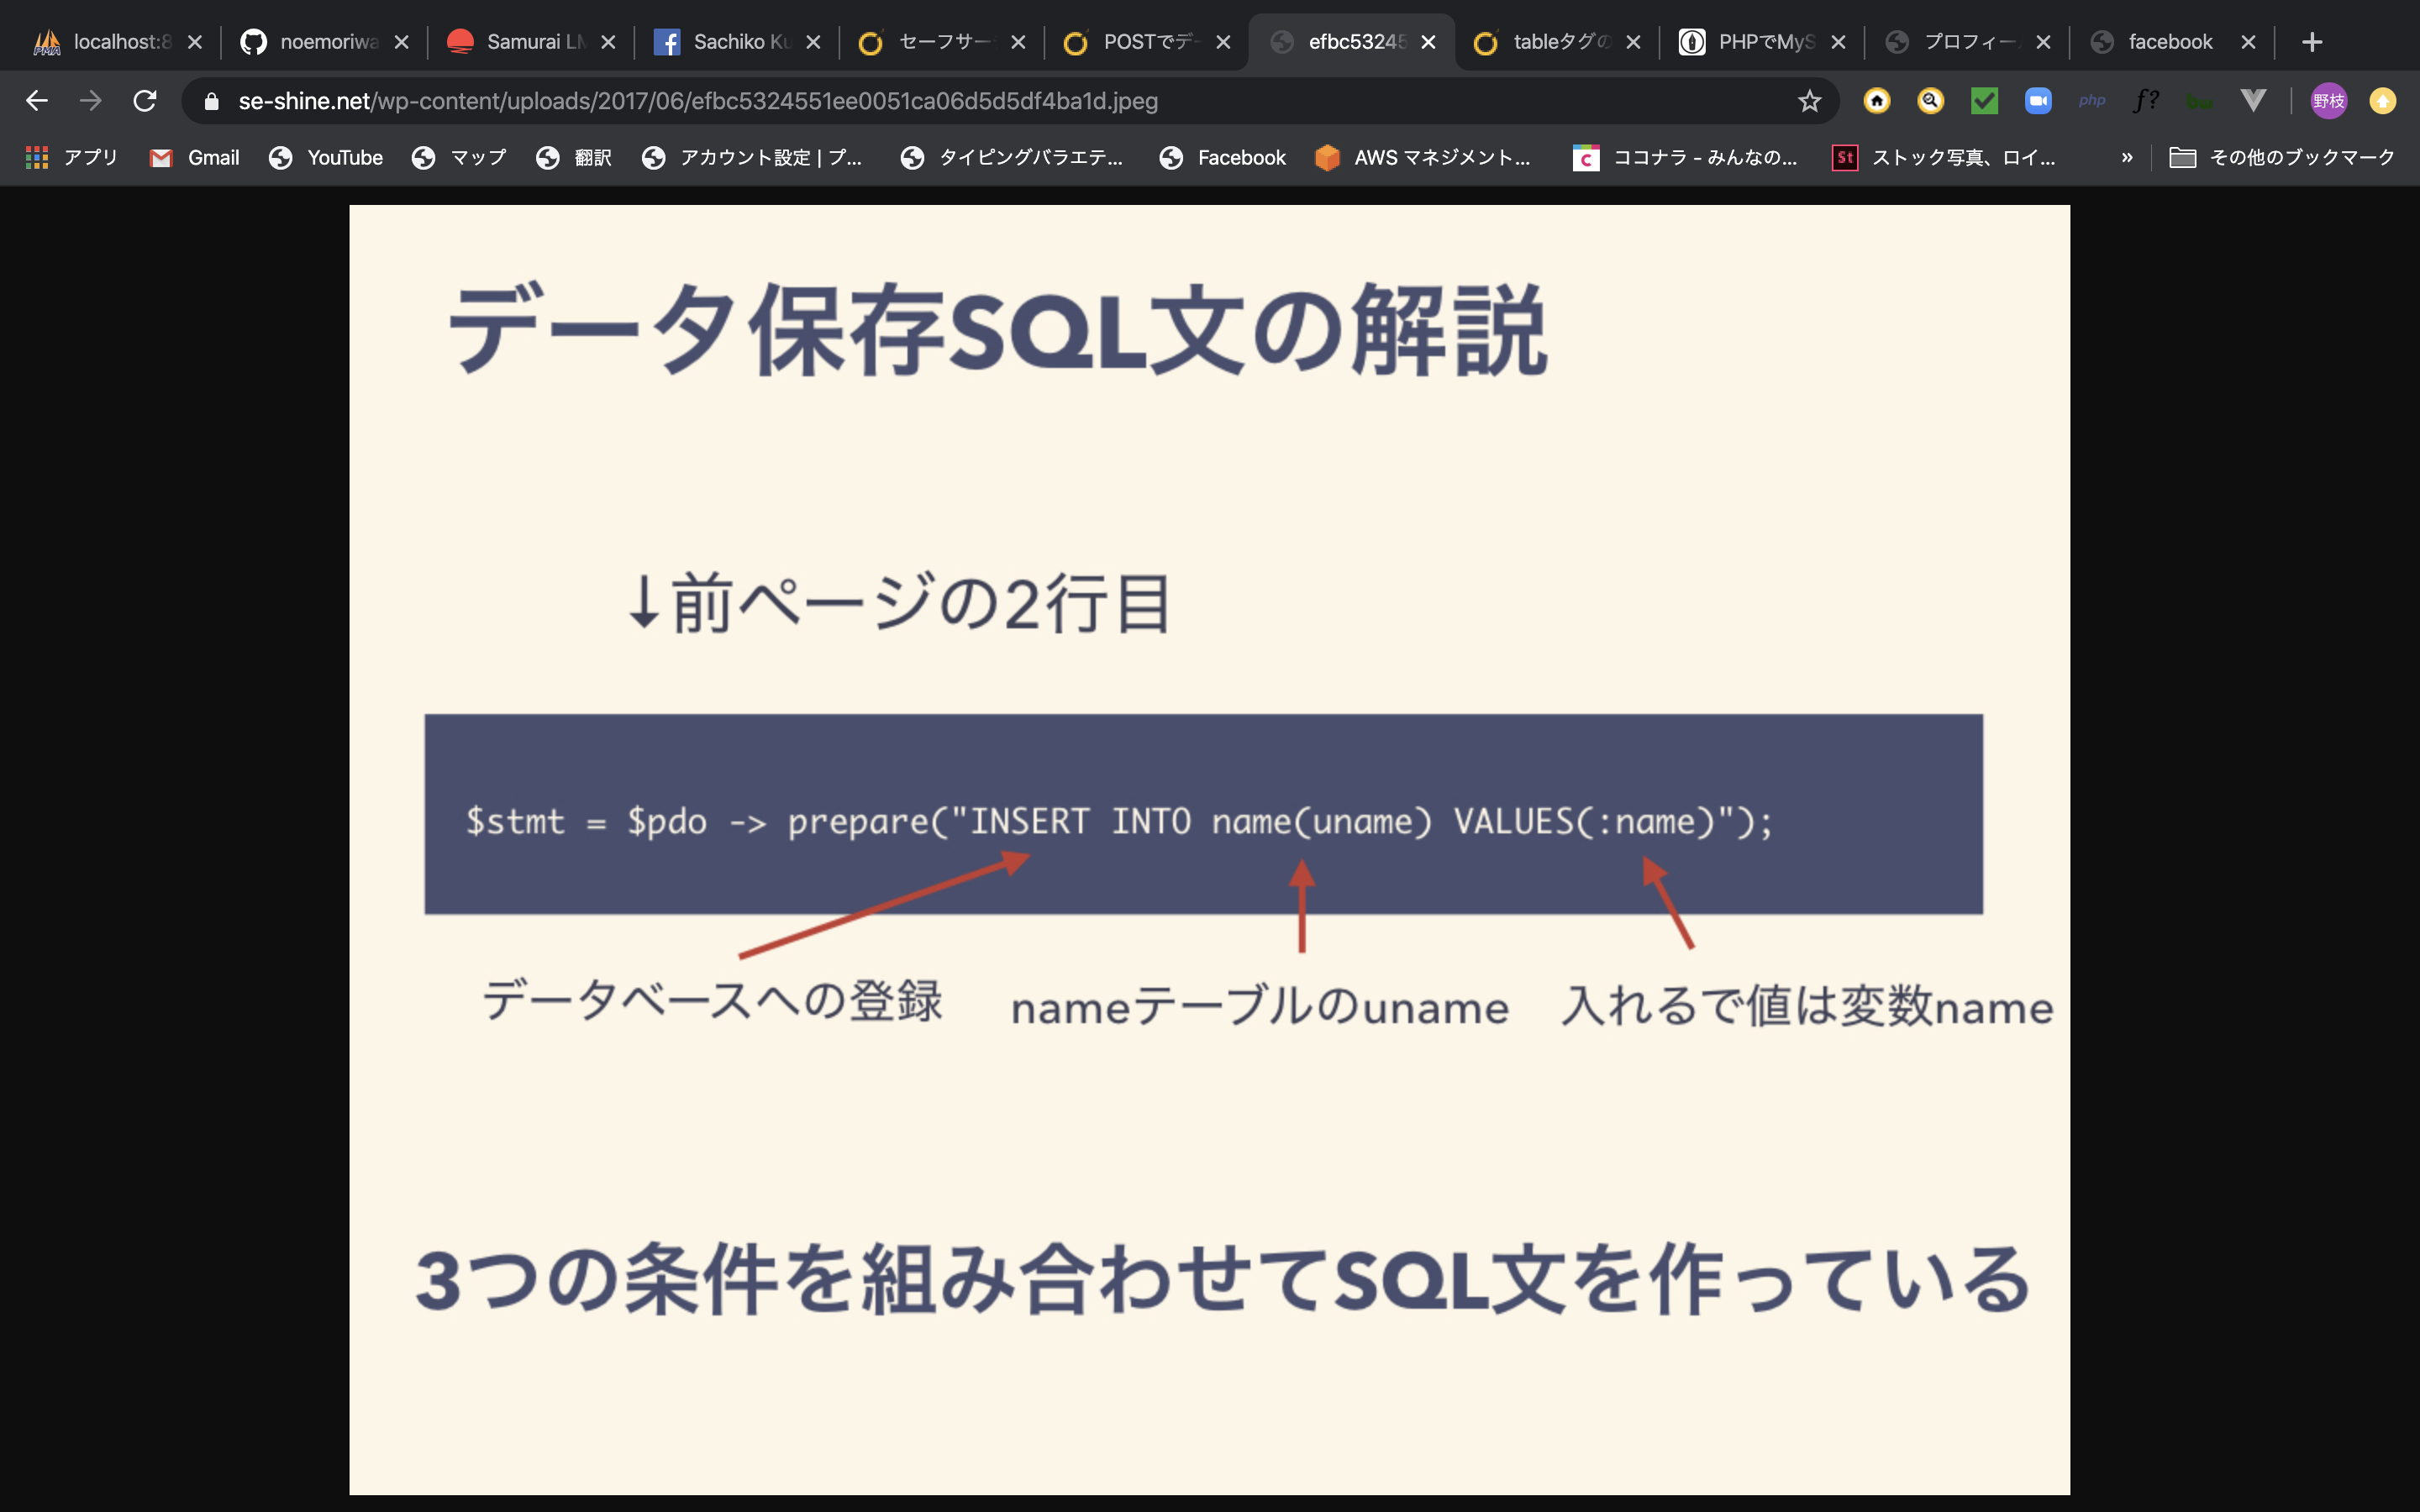 localhost:8
noemoriwa
Samurai LM
Sachiko Ku
セーフサー
POSTでデー
efbc53245
tableタグの
PHPでMyS
プロフィー
facebook
se-shine.net/wp-content/uploads/2017/06/efbc5324551ee0051ca06d5d5df4ba1d.jpeg
php
f?
野枝
アプリ
Gmail
YouTube
マップ
翻訳
アカウント設定 | プ...
タイピングバラエテ...
Facebook
AWS マネジメント...
ココナラ - みんなの...
St
ストック写真、ロイ...
»
その他のブックマーク
データ保存SQL文の解説
↓前ページの2行目
$stmt = $pdo -> prepare("INSERT INTO name(uname) VALUES(:name)");
データベースへの登録
nameテーブルのuname
入れるで値は変数name
3つの条件を組み合わせてSQL文を作っている